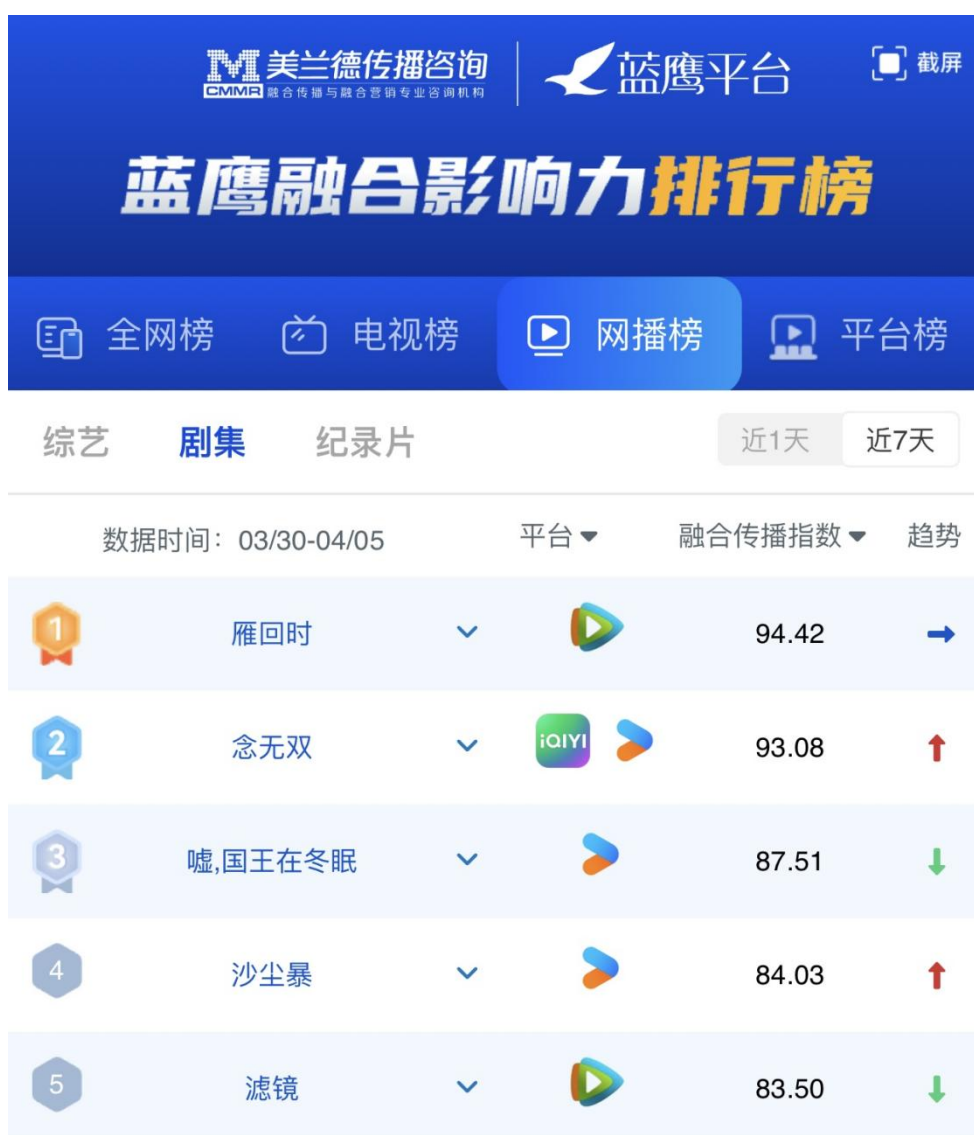 美兰德传播咨询
CMMR 融合传播与融合营销专业咨询机构
蓝鹰平台
截屏
蓝鹰融合影响力排行榜
全网榜 电视榜 网播榜 平台榜
综艺 剧集 纪录片 近1天 近7天
数据时间：03/30-04/05 平台 融合传播指数 趋势
1 雁回时 94.42
2 念无双 iQIYI 93.08
3 嘘,国王在冬眠 87.51
4 沙尘暴 84.03
5 滤镜 83.50